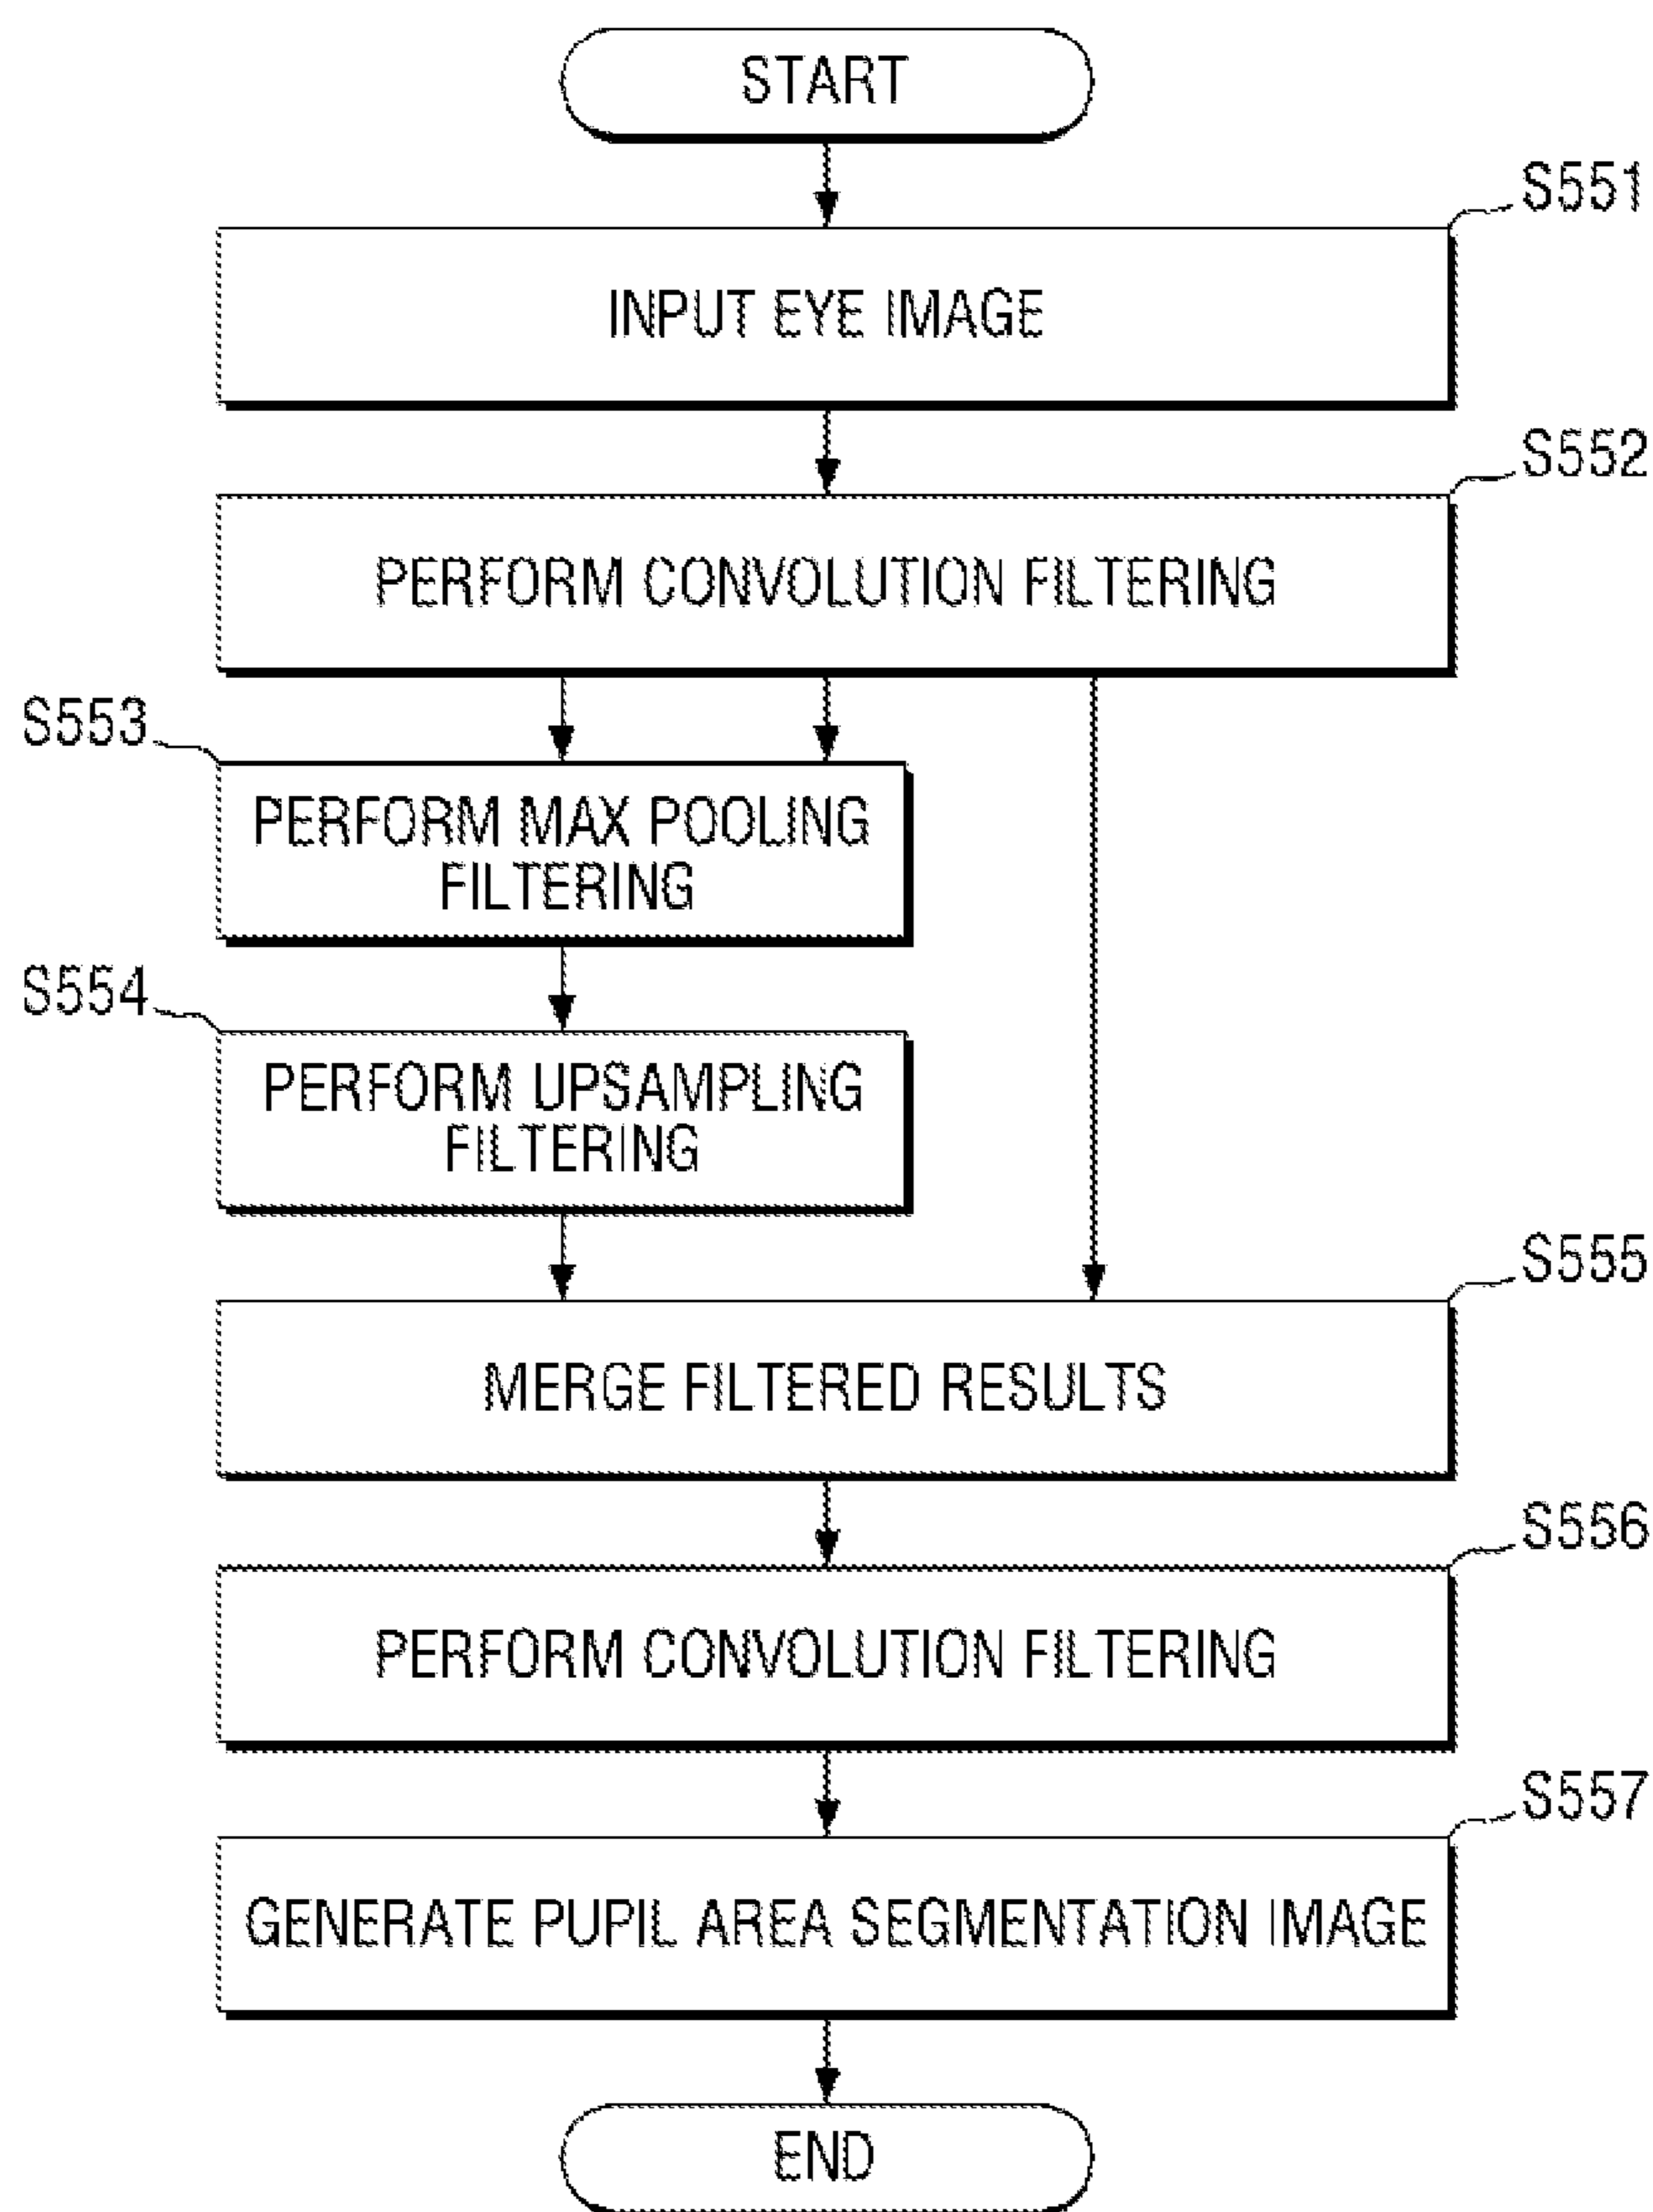 START
S551
INPUT EYE IMAGE
S552
PERFORM CONVOLUTION FILTERING
S553
PERFORM MAX POOLING
FILTERING
S554
PERFORM UPSAMPLING
FILTERING
S555
MERGE FILTERED RESULTS
S556
PERFORM CONVOLUTION FILTERING
S557
GENERATE PUPIL AREA SEGMENTATION IMAGE
END